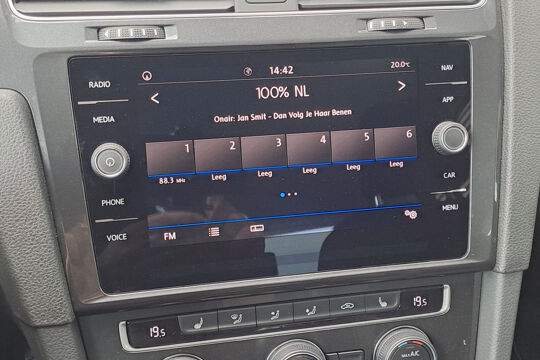 RADIO
MEDIA
PHONE
VOICE
14:42
20.0°C
100% NL
Onair: Jan Smit - Dan Volg Je Haar Benen
1 2 3 4 5 6
88.3 MHz Leeg Leeg Leeg Leeg Leeg
FM
NAV
APP
CAR
MENU
19.5 19.5
MAX A/C